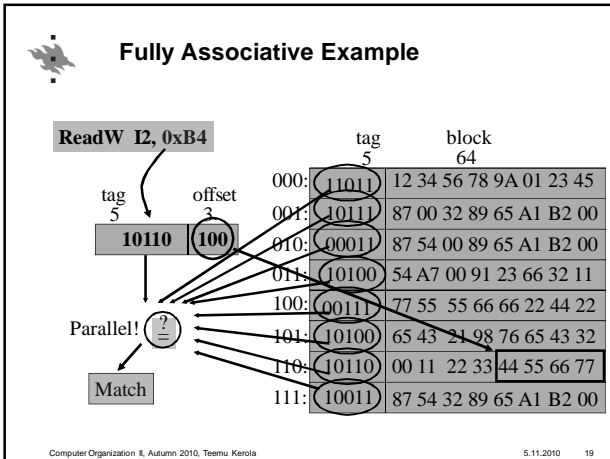 Fully Associative Example
ReadW I2, 0xB4
tag
5
offset
3
10110 100
Parallel!
?
=
Match
tag
5
block
64
000: 11011 12 34 56 78 9A 01 23 45
001: 10111 87 00 32 89 65 A1 B2 00
010: 00011 87 54 00 89 65 A1 B2 00
011: 10100 54 A7 00 91 23 66 32 11
100: 00111 77 55 55 66 66 22 44 22
101: 10100 65 43 21 98 76 65 43 32
110: 10110 00 11 22 33 44 55 66 77
111: 10011 87 54 32 89 65 A1 B2 00
Computer Organization II, Autumn 2010, Teemu Kerola 5.11.2010 19